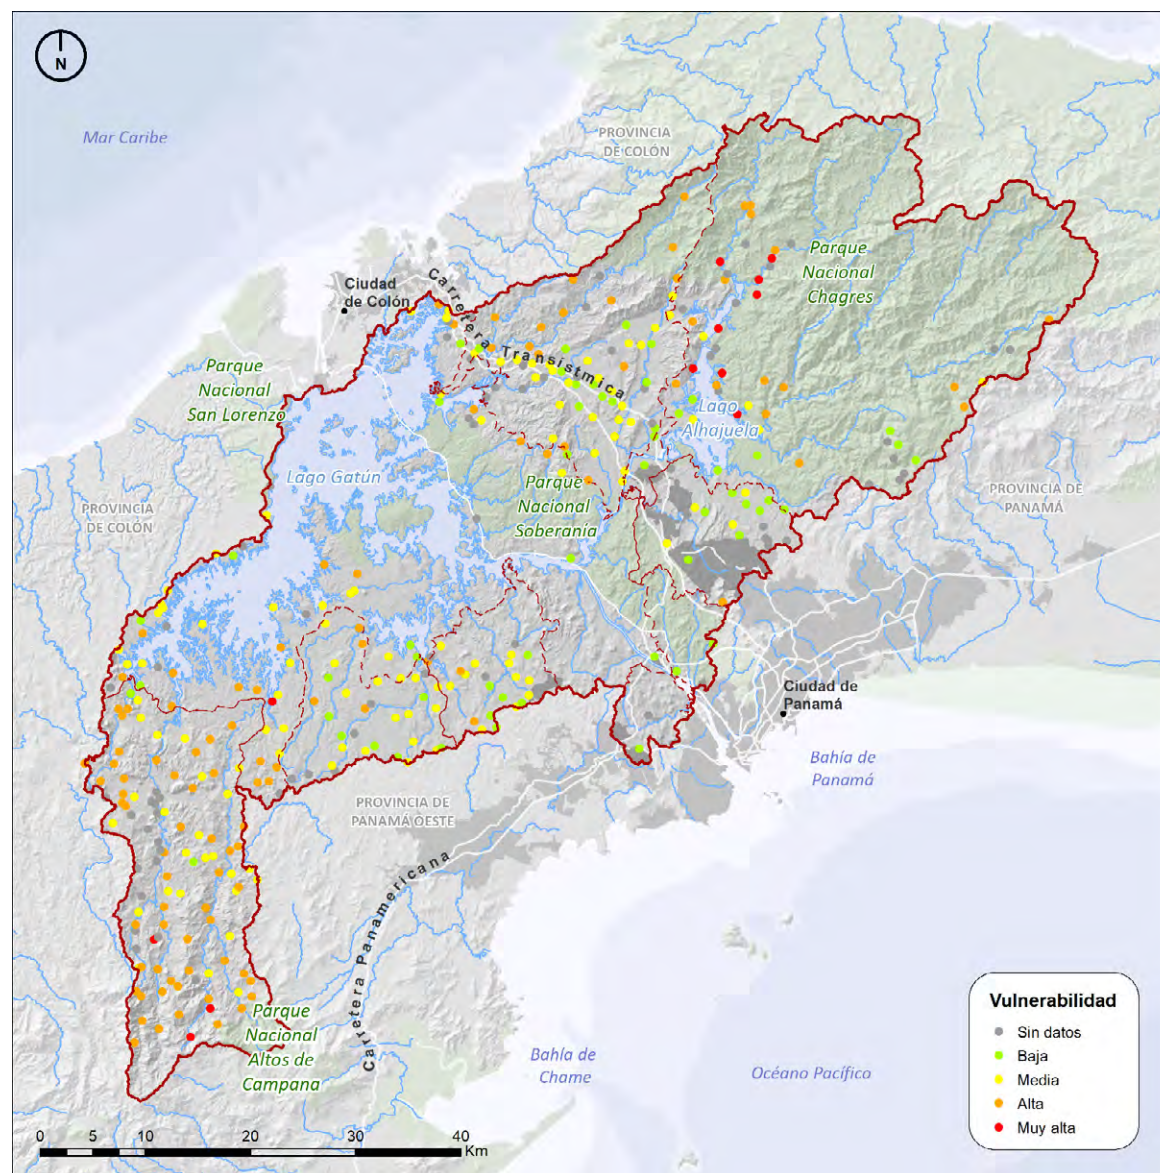 N
Mar Caribe
PROVINCIA
DE COLÓN
Parque
Nacional
Chagres
Ciudad
de Colón
Carretera Transístmica
Parque
Nacional
San Lorenzo
Lago
Alhajuela
Lago Gatún
Parque
Nacional
Soberanía
PROVINCIA
DE COLÓN
PROVINCIA DE
PANAMÁ
Ciudad de
Panamá
Bahía de
Panamá
PROVINCIA DE
PANAMÁ OESTE
Carretera Panamericana
Parque
Nacional
Altos de
Campana
Bahía de
Chame
Océano Pacífico
Vulnerabilidad
Sin datos
Baja
Media
Alta
Muy alta
0 5 10 20 30 40
Km